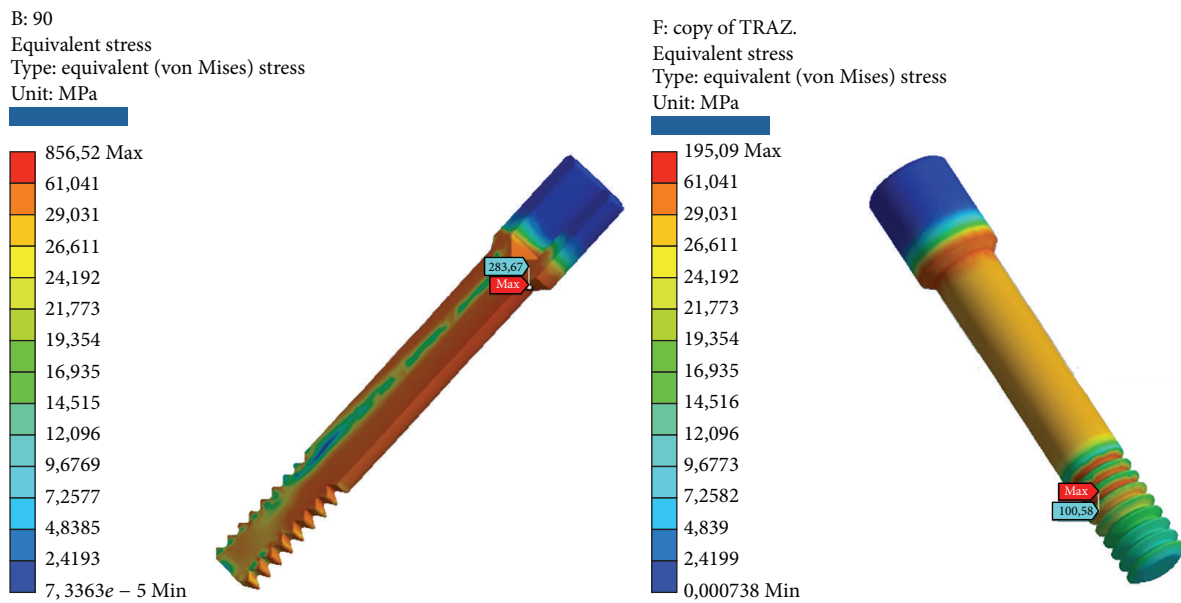 B: 90
Equivalent stress
Type: equivalent (von Mises) stress
Unit: MPa
856,52 Max
61,041
29,031
26,611
24,192
21,773
19,354
16,935
14,515
12,096
9,6769
7,2577
4,8385
2,4193
7, 3363e − 5 Min
283,67
Max
F: copy of TRAZ.
Equivalent stress
Type: equivalent (von Mises) stress
Unit: MPa
195,09 Max
61,041
29,031
26,611
24,192
21,773
19,354
16,935
14,516
12,096
9,6773
7,2582
4,839
2,4199
0,000738 Min
Max
100,58